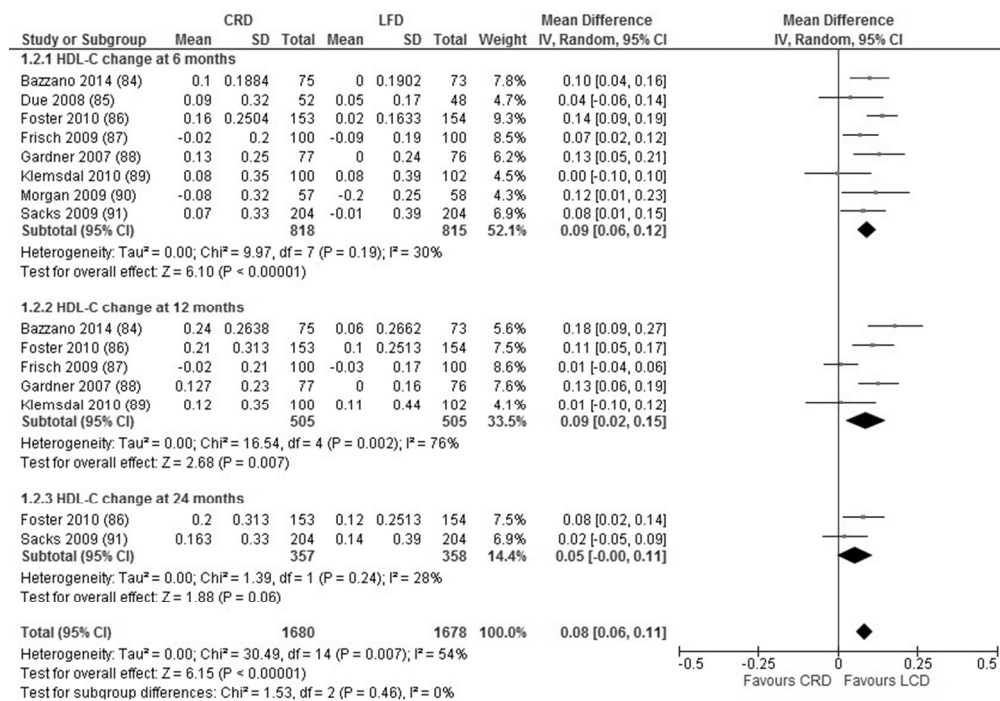 CRD LFD Mean Difference Mean Difference
Study or Subgroup Mean SD Total Mean SD Total Weight IV, Random, 95% CI IV, Random, 95% CI
1.2.1 HDL-C change at 6 months
Bazzano 2014 (84) 0.1 0.1884 75 0 0.1902 73 7.8% 0.10 [0.04, 0.16]
Due 2008 (85) 0.09 0.32 52 0.05 0.17 48 4.7% 0.04 [-0.06, 0.14]
Foster 2010 (86) 0.16 0.2504 153 0.02 0.1633 154 9.3% 0.14 [0.09, 0.19]
Frisch 2009 (87) -0.02 0.2 100 -0.09 0.19 100 8.5% 0.07 [0.02, 0.12]
Gardner 2007 (88) 0.13 0.25 77 0 0.24 76 6.2% 0.13 [0.05, 0.21]
Klemsdal 2010 (89) 0.08 0.35 100 0.08 0.39 102 4.5% 0.00 [-0.10, 0.10]
Morgan 2009 (90) -0.08 0.32 57 -0.2 0.25 58 4.3% 0.12 [0.01, 0.23]
Sacks 2009 (91) 0.07 0.33 204 -0.01 0.39 204 6.9% 0.08 [0.01, 0.15]
Subtotal (95% CI) 818 815 52.1% 0.09 [0.06, 0.12]
Heterogeneity: Tau² = 0.00; Chi² = 9.97, df = 7 (P = 0.19); I² = 30%
Test for overall effect: Z = 6.10 (P < 0.00001)
1.2.2 HDL-C change at 12 months
Bazzano 2014 (84) 0.24 0.2638 75 0.06 0.2662 73 5.6% 0.18 [0.09, 0.27]
Foster 2010 (86) 0.21 0.313 153 0.1 0.2513 154 7.5% 0.11 [0.05, 0.17]
Frisch 2009 (87) -0.02 0.21 100 -0.03 0.17 100 8.6% 0.01 [-0.04, 0.06]
Gardner 2007 (88) 0.127 0.23 77 0 0.16 76 7.6% 0.13 [0.06, 0.19]
Klemsdal 2010 (89) 0.12 0.35 100 0.11 0.44 102 4.1% 0.01 [-0.10, 0.12]
Subtotal (95% CI) 505 505 33.5% 0.09 [0.02, 0.15]
Heterogeneity: Tau² = 0.00; Chi² = 16.54, df = 4 (P = 0.002); I² = 76%
Test for overall effect: Z = 2.68 (P = 0.007)
1.2.3 HDL-C change at 24 months
Foster 2010 (86) 0.2 0.313 153 0.12 0.2513 154 7.5% 0.08 [0.02, 0.14]
Sacks 2009 (91) 0.163 0.33 204 0.14 0.39 204 6.9% 0.02 [-0.05, 0.09]
Subtotal (95% CI) 357 358 14.4% 0.05 [-0.00, 0.11]
Heterogeneity: Tau² = 0.00; Chi² = 1.39, df = 1 (P = 0.24); I² = 28%
Test for overall effect: Z = 1.88 (P = 0.06)
Total (95% CI) 1680 1678 100.0% 0.08 [0.06, 0.11]
Heterogeneity: Tau² = 0.00; Chi² = 30.49, df = 14 (P = 0.007); I² = 54%
Test for overall effect: Z = 6.15 (P < 0.00001)
Test for subgroup differences: Chi² = 1.53, df = 2 (P = 0.46), I² = 0%
-0.5 -0.25 0 0.25 0.5
Favours CRD Favours LCD